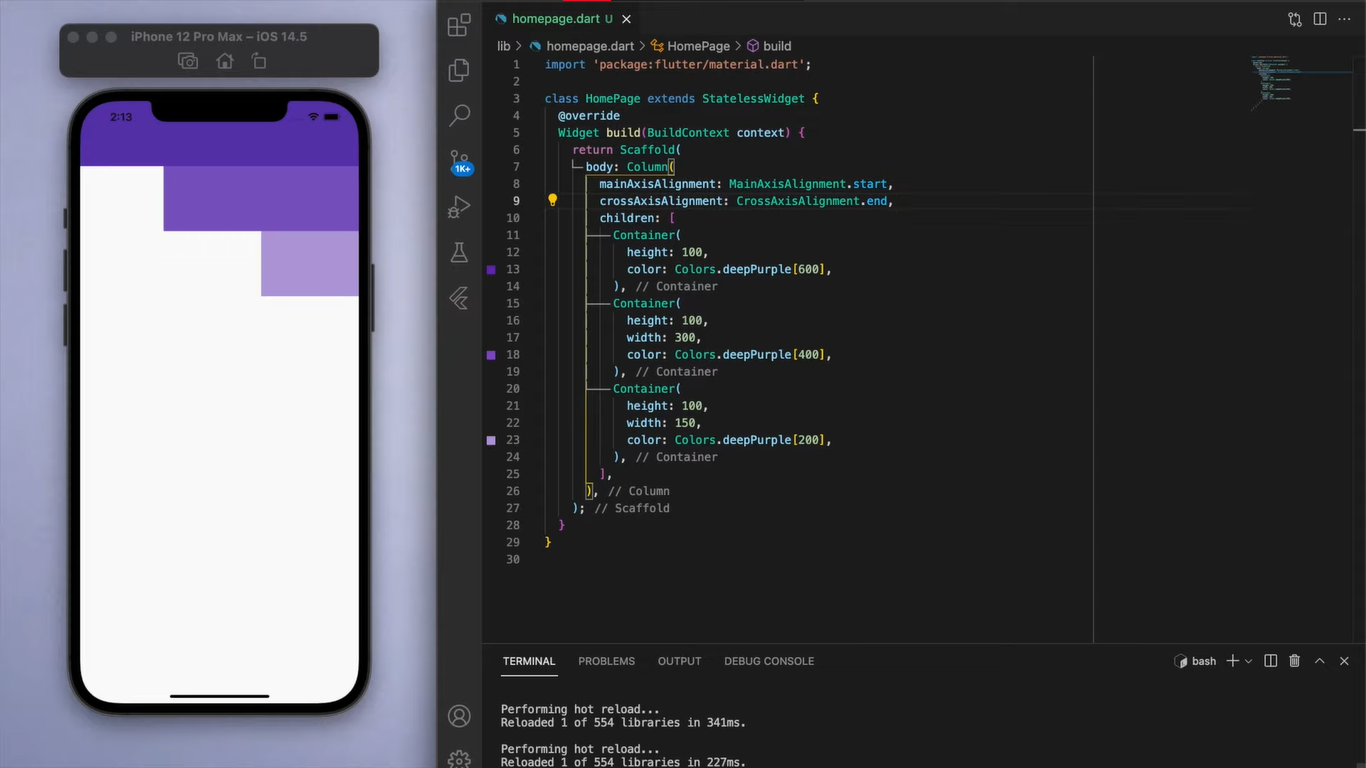 iPhone 12 Pro Max – iOS 14.5
2:13
homepage.dart U
lib > homepage.dart > HomePage > build
1 import 'package:flutter/material.dart';
2
3 class HomePage extends StatelessWidget {
4 @override
5 Widget build(BuildContext context) {
6 return Scaffold(
7 body: Column(
8 mainAxisAlignment: MainAxisAlignment.start,
9 crossAxisAlignment: CrossAxisAlignment.end,
10 children: [
11 Container(
12 height: 100,
13 color: Colors.deepPurple[600],
14 ), // Container
15 Container(
16 height: 100,
17 width: 300,
18 color: Colors.deepPurple[400],
19 ), // Container
20 Container(
21 height: 100,
22 width: 150,
23 color: Colors.deepPurple[200],
24 ), // Container
25 ],
26 ), // Column
27 ); // Scaffold
28 }
29 }
30
1K+
TERMINAL PROBLEMS OUTPUT DEBUG CONSOLE bash
Performing hot reload...
Reloaded 1 of 554 libraries in 341ms.
Performing hot reload...
Reloaded 1 of 554 libraries in 227ms.